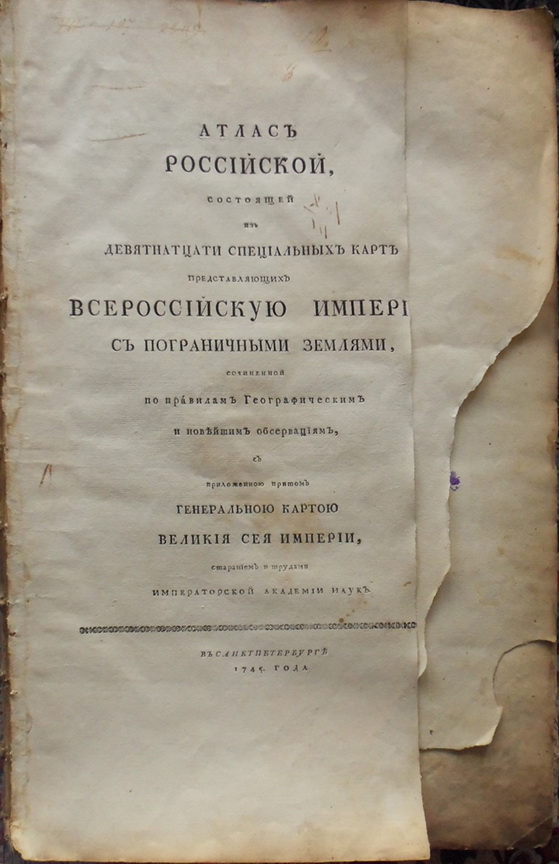 АТЛАСЪ
РОССІЙСКОЙ,
СОСТОЯЩЕЙ
ИЗЪ
ДЕВЯТНАТЦАТИ СПЕЦІАЛЬНЫХЪ КАРТЪ
ПРЕДСТАВЛЯЮЩИХЪ
ВСЕРОССІЙСКУЮ ИМПЕРІ
СЪ ПОГРАНИЧНЫМИ ЗЕМЛЯМИ,
сочиненной
по прáвиламъ Географическимъ
и новѣйшимъ обсерваціямъ,
съ
приложенною притомъ
ГЕНЕРАЛЬНОЮ КАРТОЮ
ВЕЛИКІЯ СЕЯ ИМПЕРІИ,
стараніемъ и трудами
ИМПЕРАТОРСКОЙ АКАДЕМІИ НАУКЪ
ВЪ САНКТПЕТЕРБУРГѢ
1745 ГОДА